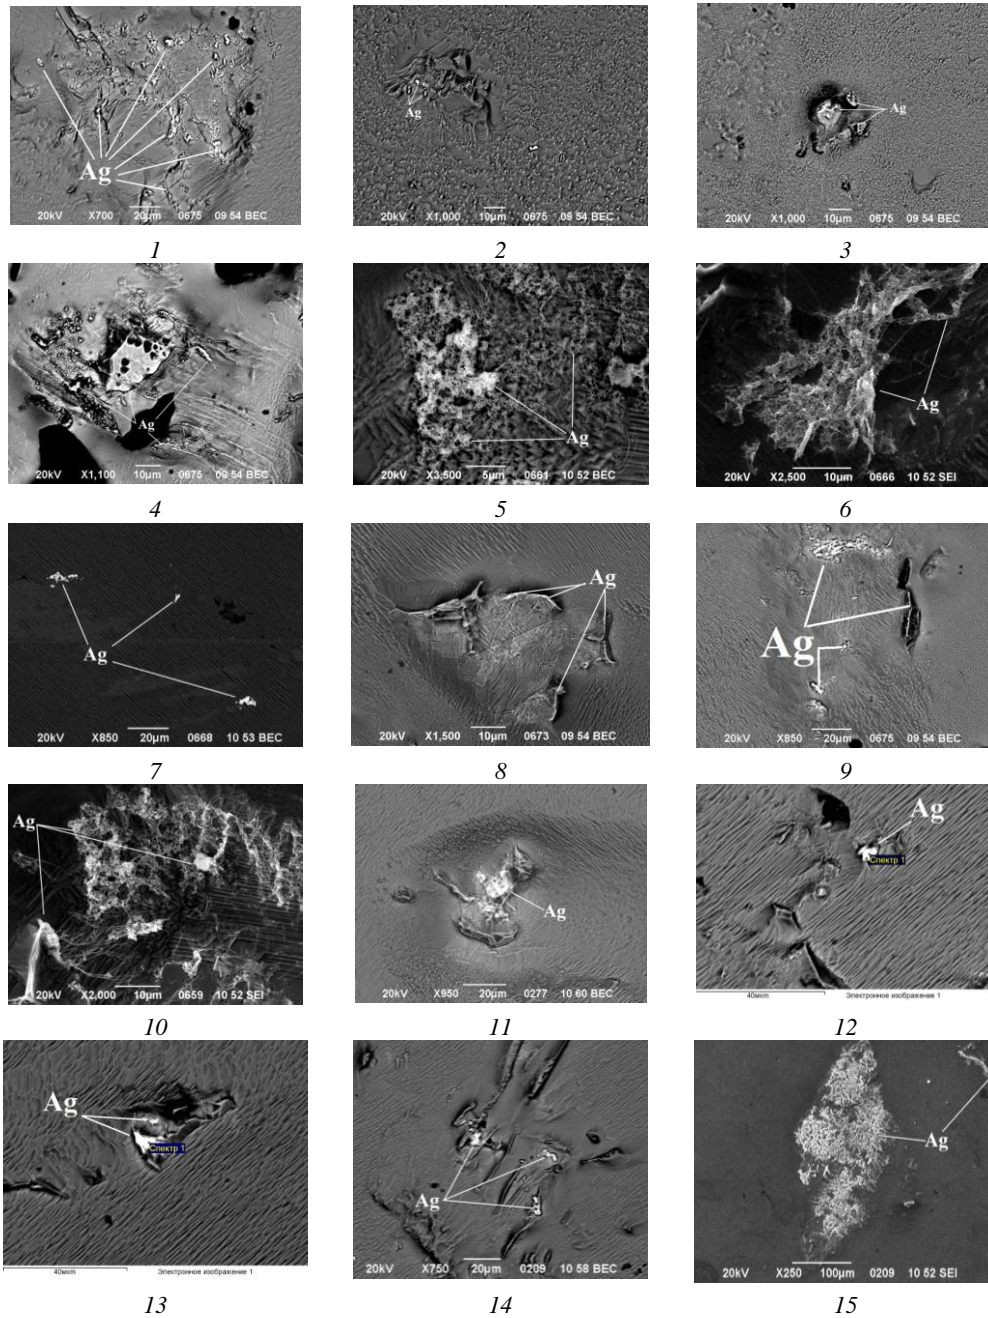 Ag
20kV X700 20µm 0675 09 54 BEC
1
Ag
20kV X1,000 10µm 0675 09 54 BEC
2
Ag
20kV X1,000 10µm 0675 09 54 BEC
3
Ag
20kV X1,100 10µm 0675 09 54 BEC
4
Ag
20kV X3,500 5µm 0661 10 52 BEC
5
Ag
20kV X2,500 10µm 0666 10 52 SEI
6
Ag
20kV X850 20µm 0668 10 53 BEC
7
Ag
20kV X1,500 10µm 0673 09 54 BEC
8
Ag
20kV X850 20µm 0675 09 54 BEC
9
Ag
20kV X2,000 10µm 0659 10 52 SEI
10
Ag
20kV X950 20µm 0277 10 60 BEC
11
Ag
Спектр 1
40мкm Электронное изображение 1
12
Ag
Спектр 1
40мкm Электронное изображение 1
13
Ag
20kV X750 20µm 0209 10 58 BEC
14
Ag
20kV X250 100µm 0209 10 52 SEI
15